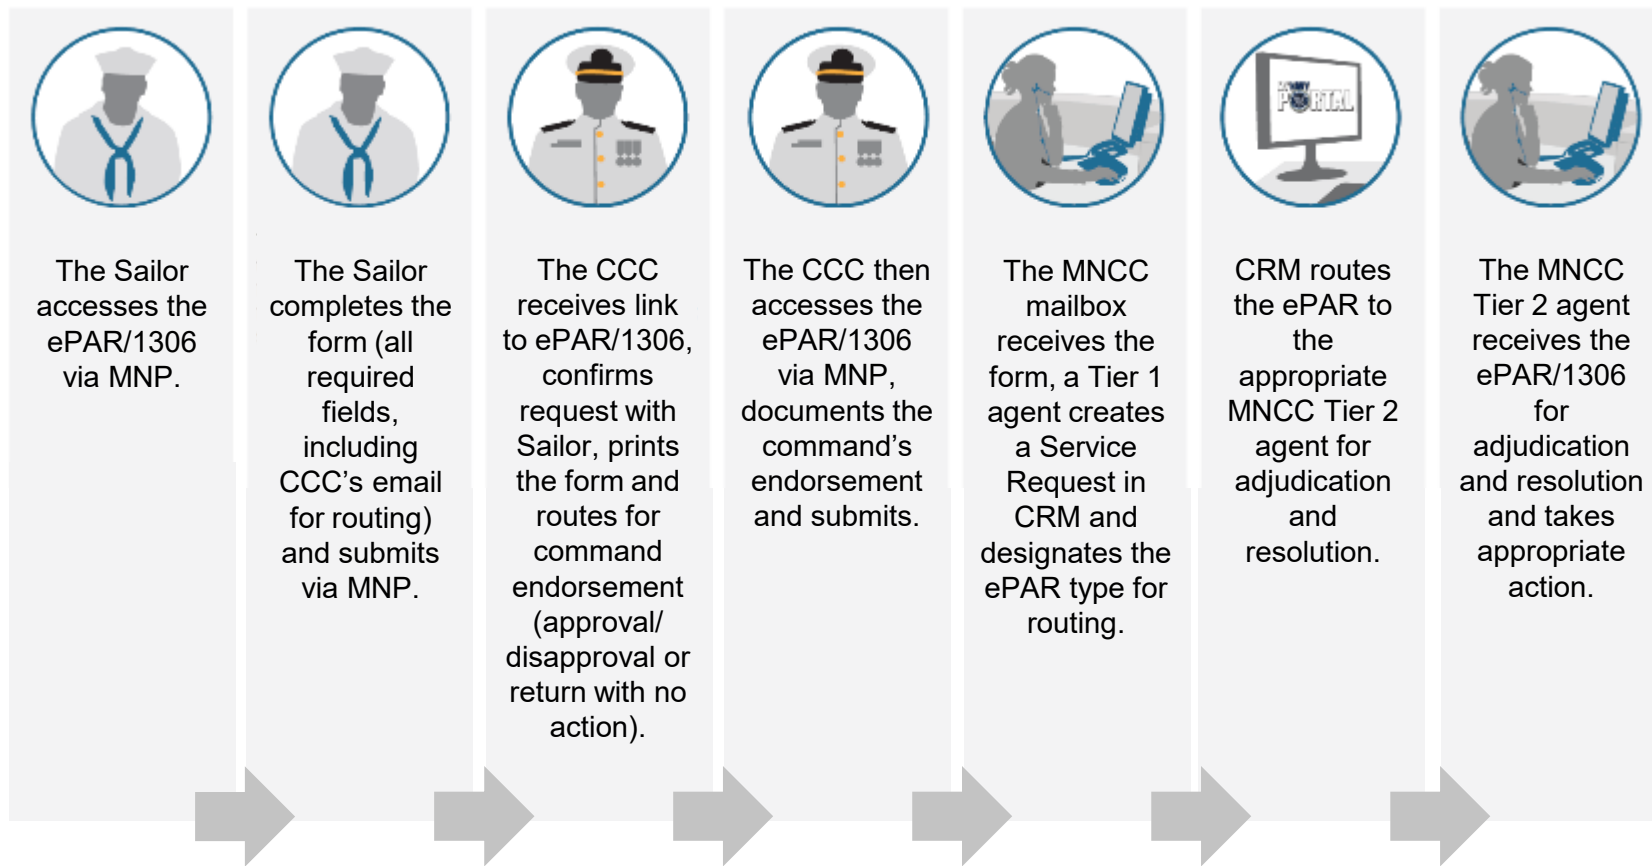 The Sailor
accesses the
ePAR/1306
via MNP.
The Sailor
completes the
form (all
required
fields,
including
CCC’s email
for routing)
and submits
via MNP.
The CCC
receives link
to ePAR/1306,
confirms
request with
Sailor, prints
the form and
routes for
command
endorsement
(approval/
disapproval or
return with no
action).
The CCC then
accesses the
ePAR/1306
via MNP,
documents the
command’s
endorsement
and submits.
The MNCC
mailbox
receives the
form, a Tier 1
agent creates
a Service
Request in
CRM and
designates the
ePAR type for
routing.
PORTAL
CRM routes
the ePAR to
the
appropriate
MNCC Tier 2
agent for
adjudication
and
resolution.
The MNCC
Tier 2 agent
receives the
ePAR/1306
for
adjudication
and resolution
and takes
appropriate
action.